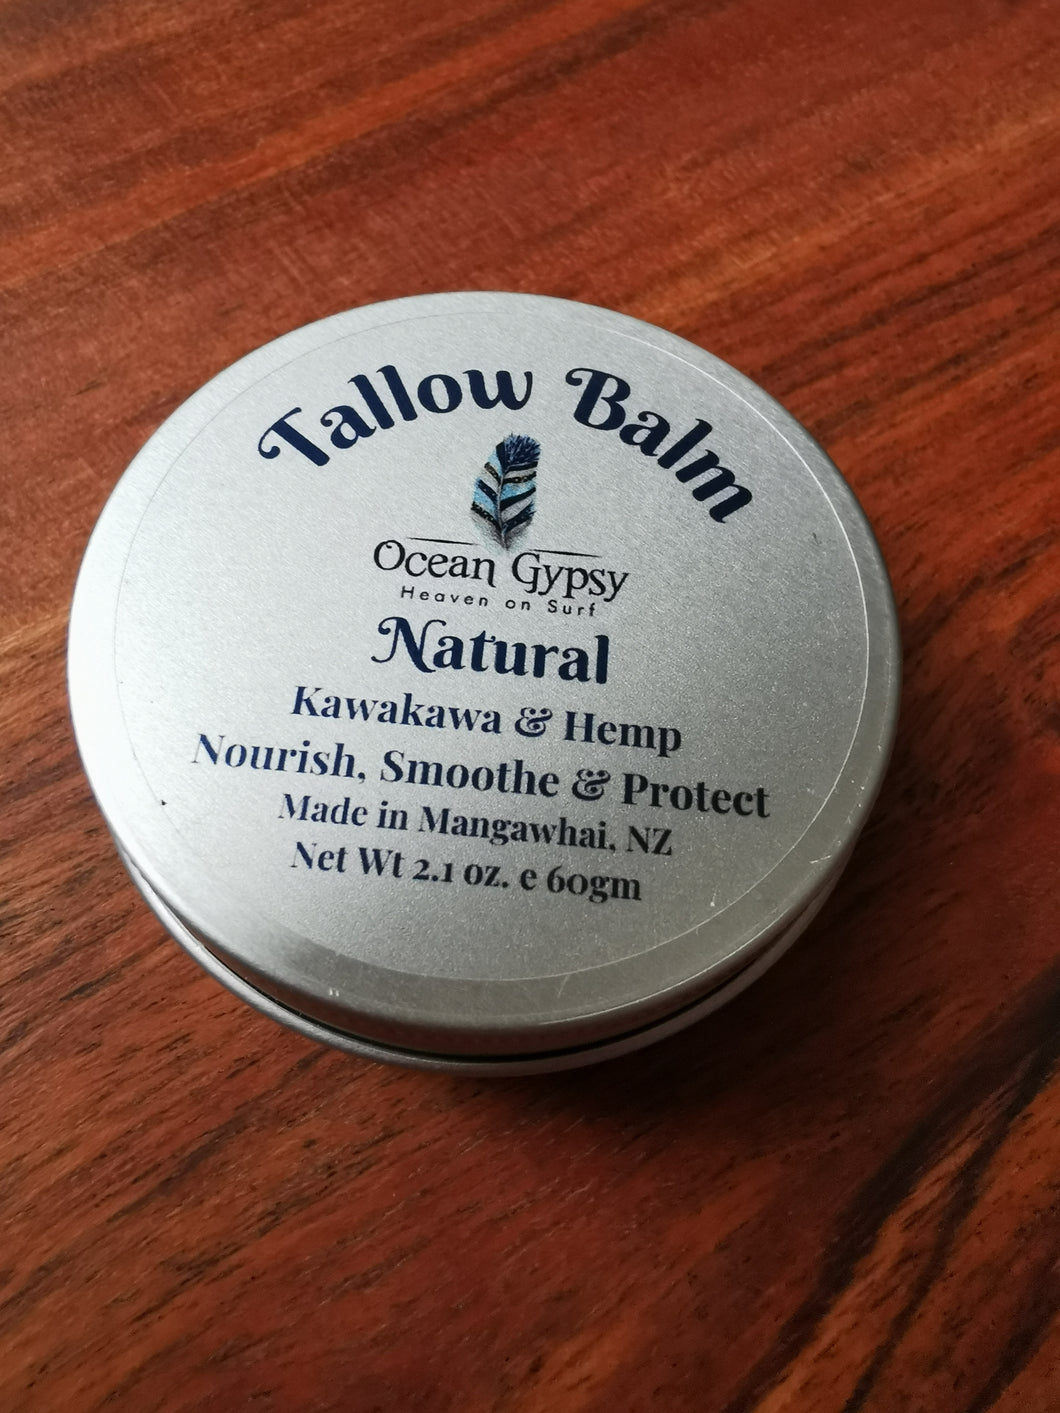 Tallow Balm
Ocean Gypsy
Heaven on Surf
Natural
Kawakawa & Hemp
Nourish, Smoothe & Protect
Made in Mangawhai, NZ
Net Wt 2.1 oz. e 60gm